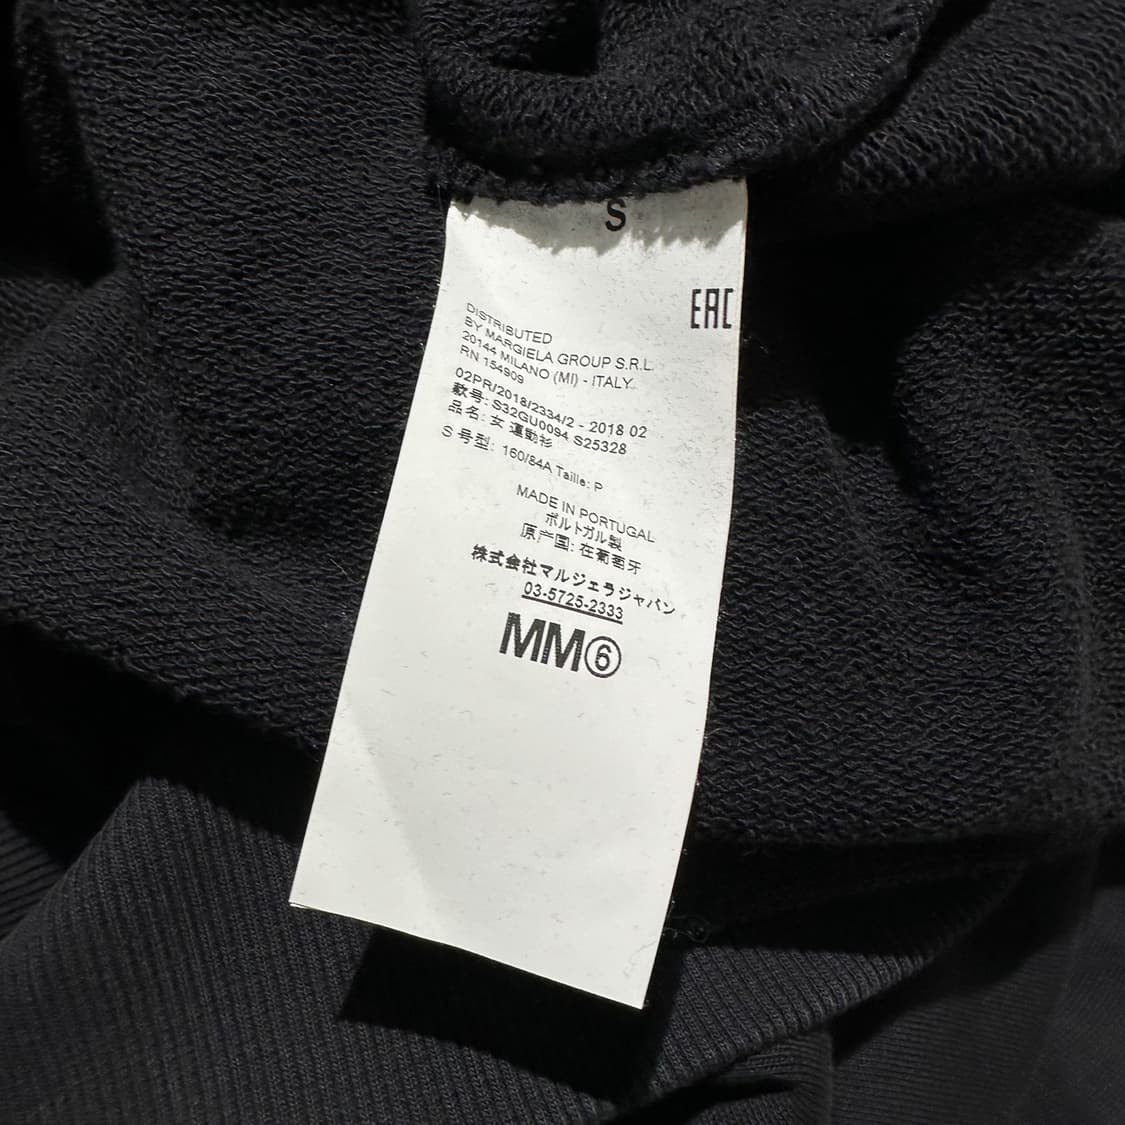 S
EAC
DISTRIBUTED
BY MARGIELA GROUP S.R.L.
20144 MILANO (MI) - ITALY
RN 154909
02PR/2018/2334/2 - 2018 02
款号: S32GU0094 S25328
品名: 女 運動衫
S 号型: 160/84A Taille: P
MADE IN PORTUGAL
ポルトガル製
原产国: 在葡萄牙
株式会社マルジェラジャパン
03-5725-2333
MM⑥